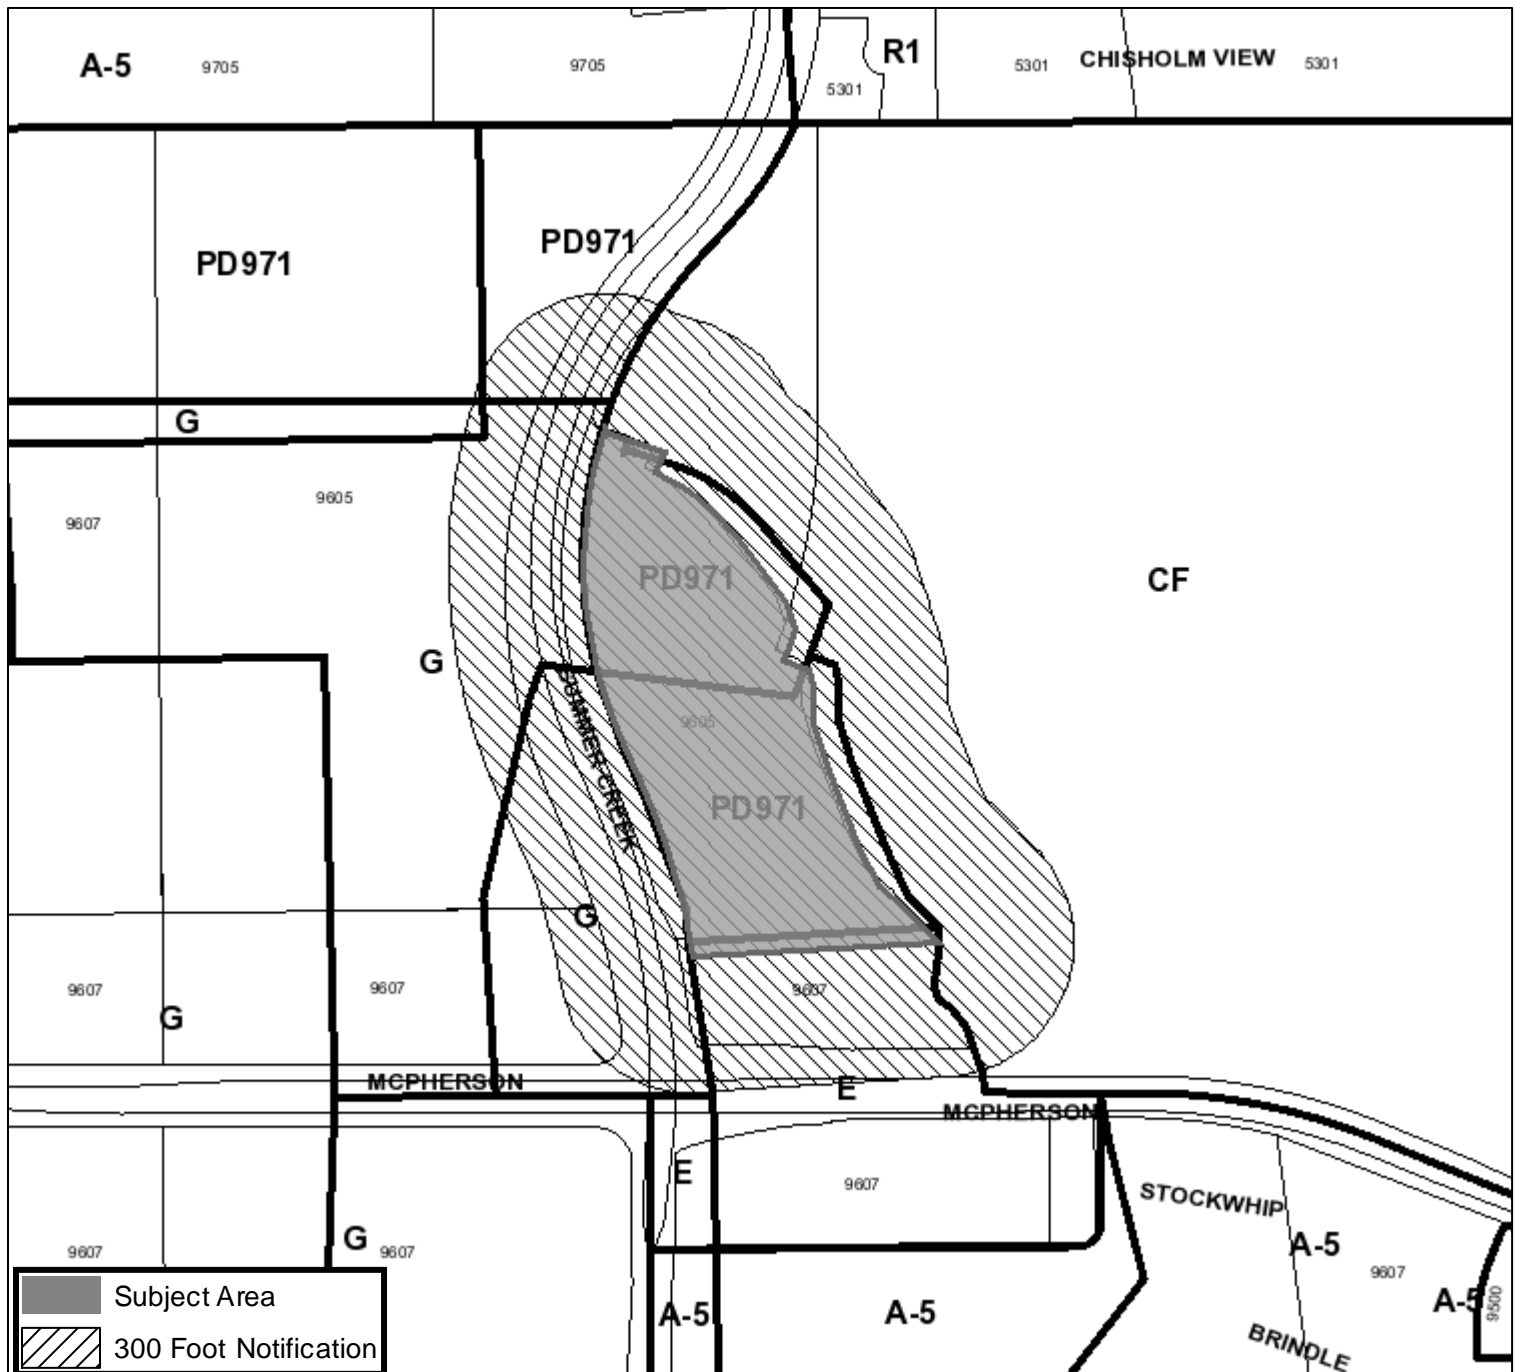 A-5
9705
9705
R1
5301
5301
CHISHOLM VIEW
5301
PD971
PD971
G
9605
9607
CF
PD971
G
9605
SUMMER CREEK
PD971
G
9607
9607
9607
G
MCPHERSON
E
MCPHERSON
E
9607
STOCKWHIP
G
9607
9607
A-5
9607
A-5
9500
A-5
A-5
BRINDLE
Subject Area
300 Foot Notification